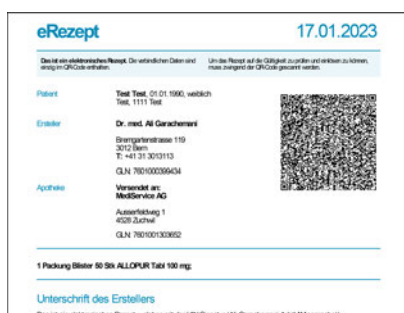 eRezept 17.01.2023
Das ist ein elektronisches Rezept. Die verbindlichen Daten sind
einzig im QR-Code enthalten.
Um das Rezept auf die Gültigkeit zu prüfen und einlösen zu können,
muss zwingend der QR-Code gescannt werden.
Patient Test Test, 01.01.1990, weiblich
Test, 1111 Test
Ersteller Dr. med. Ali Garachemani
Bremgartenstrasse 119
3012 Bern
T: +41 31 3013113
GLN: 7601000399434
Apotheke Versendet an:
MediService AG
Ausserfeldweg 1
4528 Zuchwil
GLN: 7601001303652
1 Packung Blister 50 Stk ALLOPUR Tabl 100 mg;
Unterschrift des Erstellers